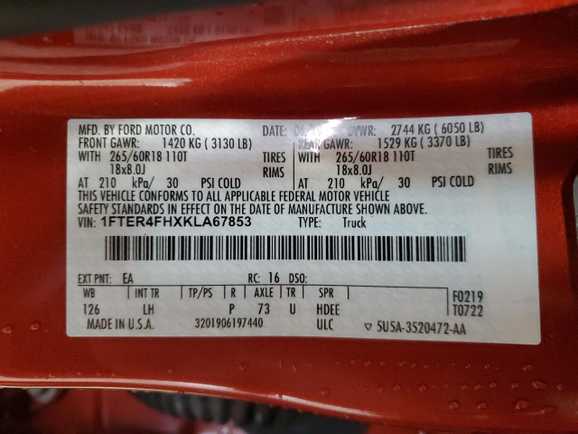 MFD. BY FORD MOTOR CO. DATE: GVWR: 2744 KG ( 6050 LB)
FRONT GAWR: 1420 KG ( 3130 LB) REAR GAWR: 1529 KG ( 3370 LB)
WITH 265/60R18 110T TIRES WITH 265/60R18 110T TIRES
18x8.0J RIMS 18x8.0J RIMS
AT 210 kPa/ 30 PSI COLD AT 210 kPa/ 30 PSI COLD
THIS VEHICLE CONFORMS TO ALL APPLICABLE FEDERAL MOTOR VEHICLE
SAFETY STANDARDS IN EFFECT ON THE DATE OF MANUFACTURE SHOWN ABOVE.
VIN: 1FTER4FHXKLA67853 TYPE: Truck
EXT PNT: EA RC: 16 DSO:
WB INT TR TP/PS R AXLE TR SPR F0219
126 LH P 73 U HDEE T0722
MADE IN U.S.A. 3201906197440 ULC ▽ 5U5A-3520472-AA